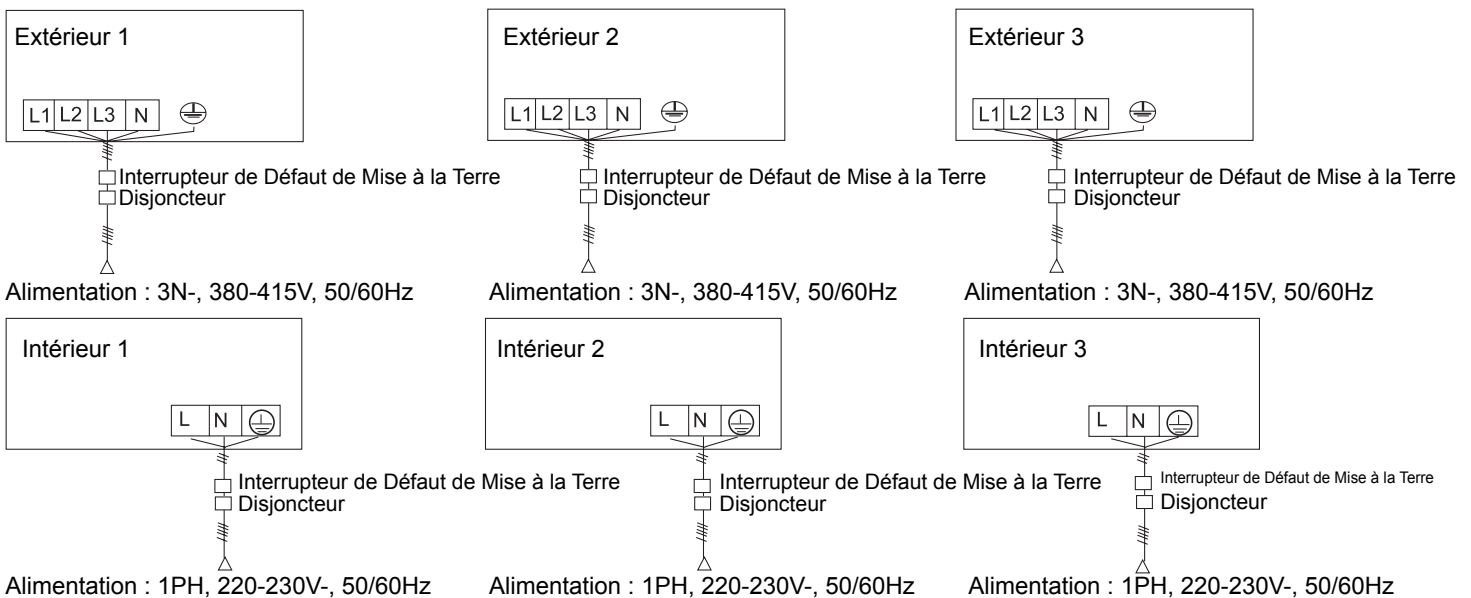 Extérieur 1
Extérieur 2
Extérieur 3
L1 L2 L3 N
L1 L2 L3 N
L1 L2 L3 N
Interrupteur de Défaut de Mise à la Terre
Disjoncteur
Interrupteur de Défaut de Mise à la Terre
Disjoncteur
Interrupteur de Défaut de Mise à la Terre
Disjoncteur
Alimentation : 3N-, 380-415V, 50/60Hz
Alimentation : 3N-, 380-415V, 50/60Hz
Alimentation : 3N-, 380-415V, 50/60Hz
Intérieur 1
Intérieur 2
Intérieur 3
L N
L N
L N
Interrupteur de Défaut de Mise à la Terre
Disjoncteur
Interrupteur de Défaut de Mise à la Terre
Disjoncteur
Interrupteur de Défaut de Mise à la Terre
Disjoncteur
Alimentation : 1PH, 220-230V-, 50/60Hz
Alimentation : 1PH, 220-230V-, 50/60Hz
Alimentation : 1PH, 220-230V-, 50/60Hz